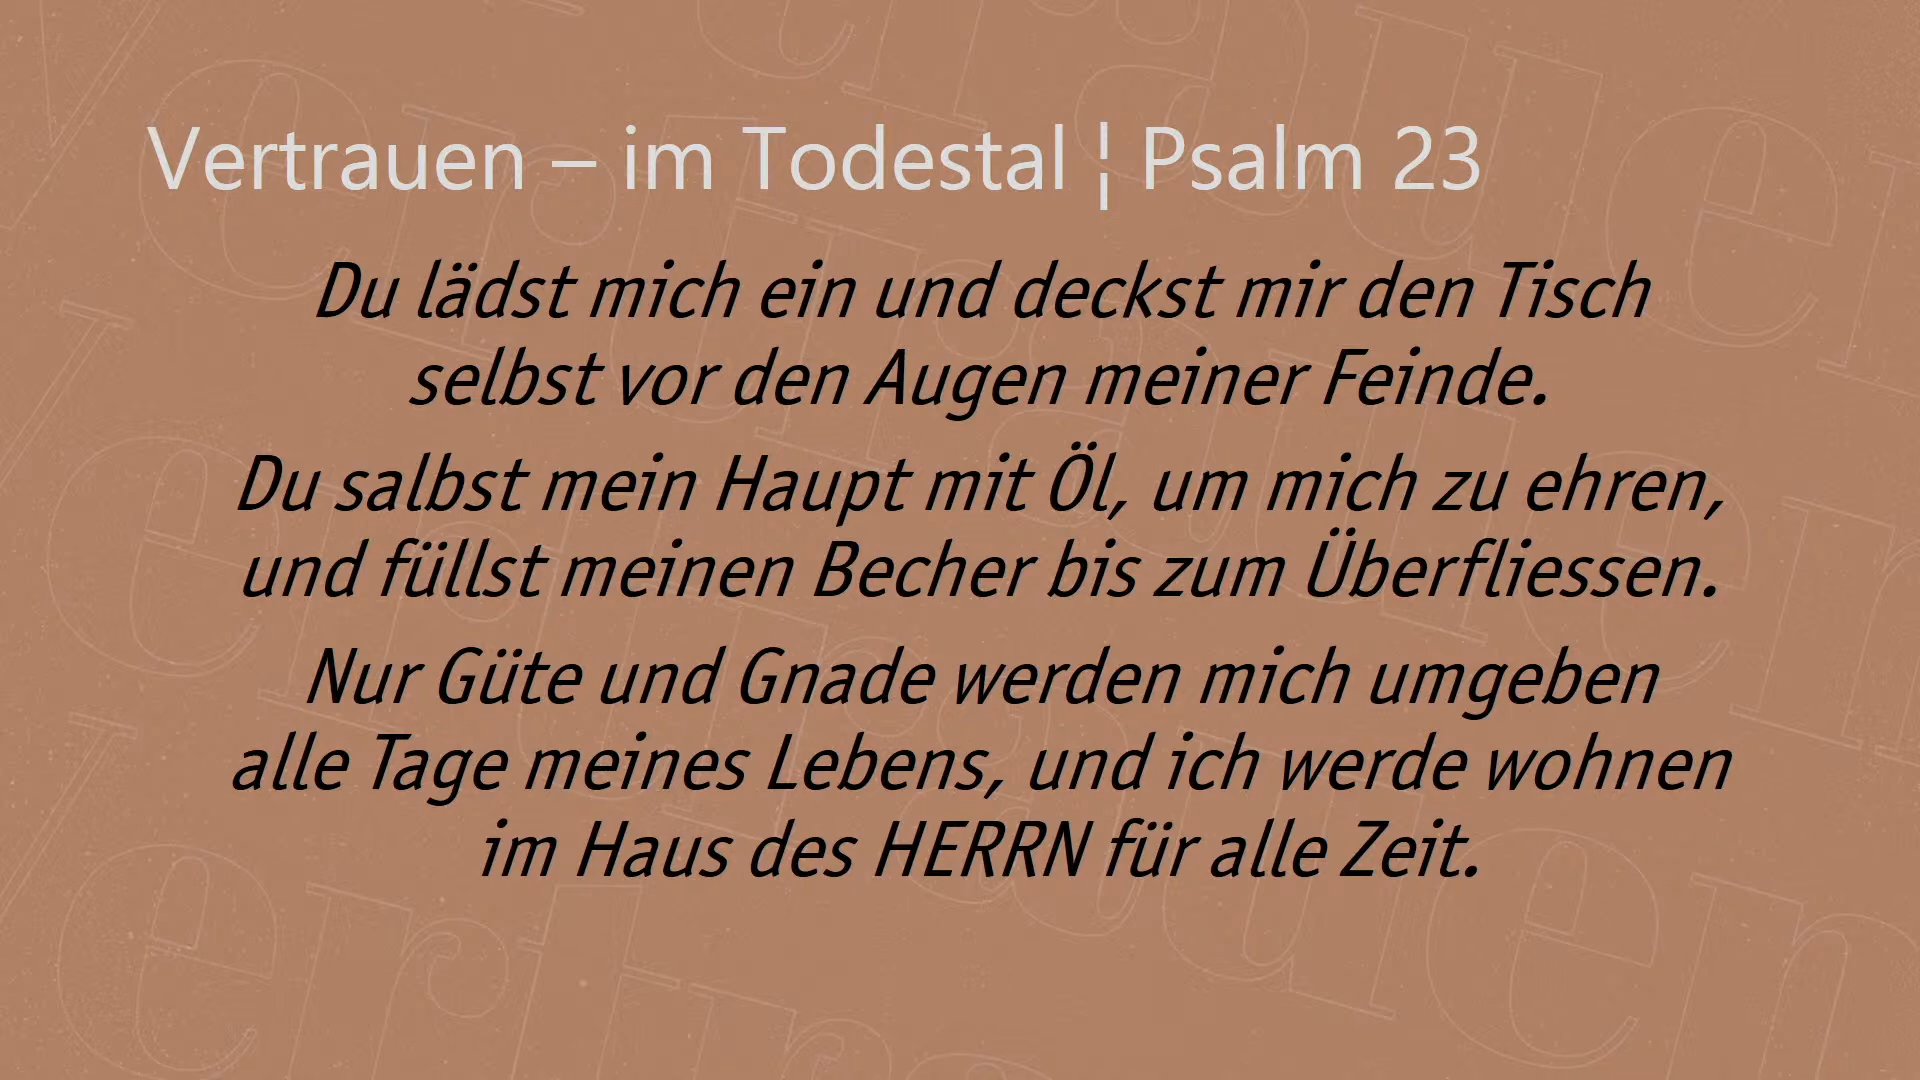 Vertrauen – im Todestal ¦ Psalm 23
Du lädst mich ein und deckst mir den Tisch
selbst vor den Augen meiner Feinde.
Du salbst mein Haupt mit Öl, um mich zu ehren,
und füllst meinen Becher bis zum Überfliessen.
Nur Güte und Gnade werden mich umgeben
alle Tage meines Lebens, und ich werde wohnen
im Haus des HERRN für alle Zeit.